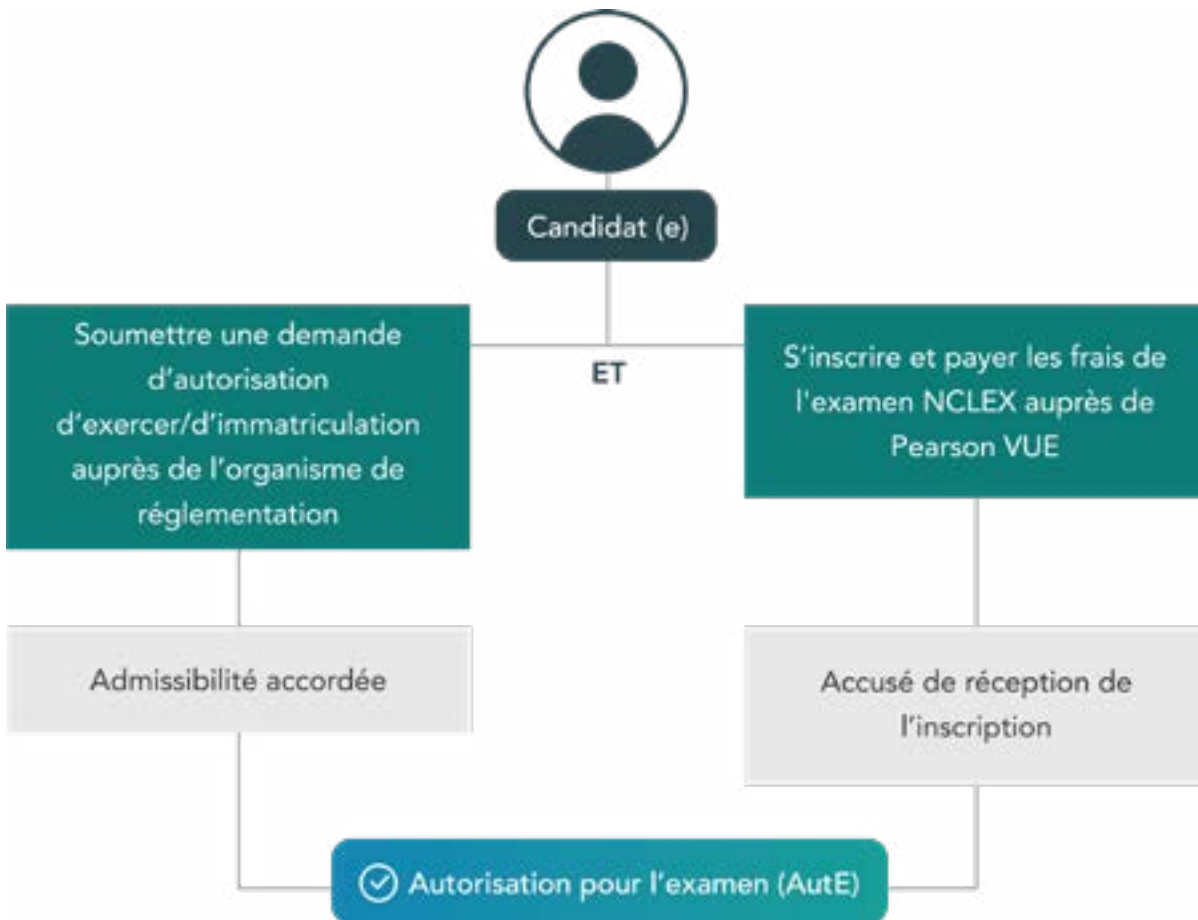 Candidat (e)
Soumettre une demande
d'autorisation
d'exercer/d'immatriculation
auprès de l'organisme de
réglementation
ET
S'inscrire et payer les frais de
l'examen NCLEX auprès de
Pearson VUE
Admissibilité accordée
Accusé de réception de
l'inscription
Autorisation pour l'examen (AutE)